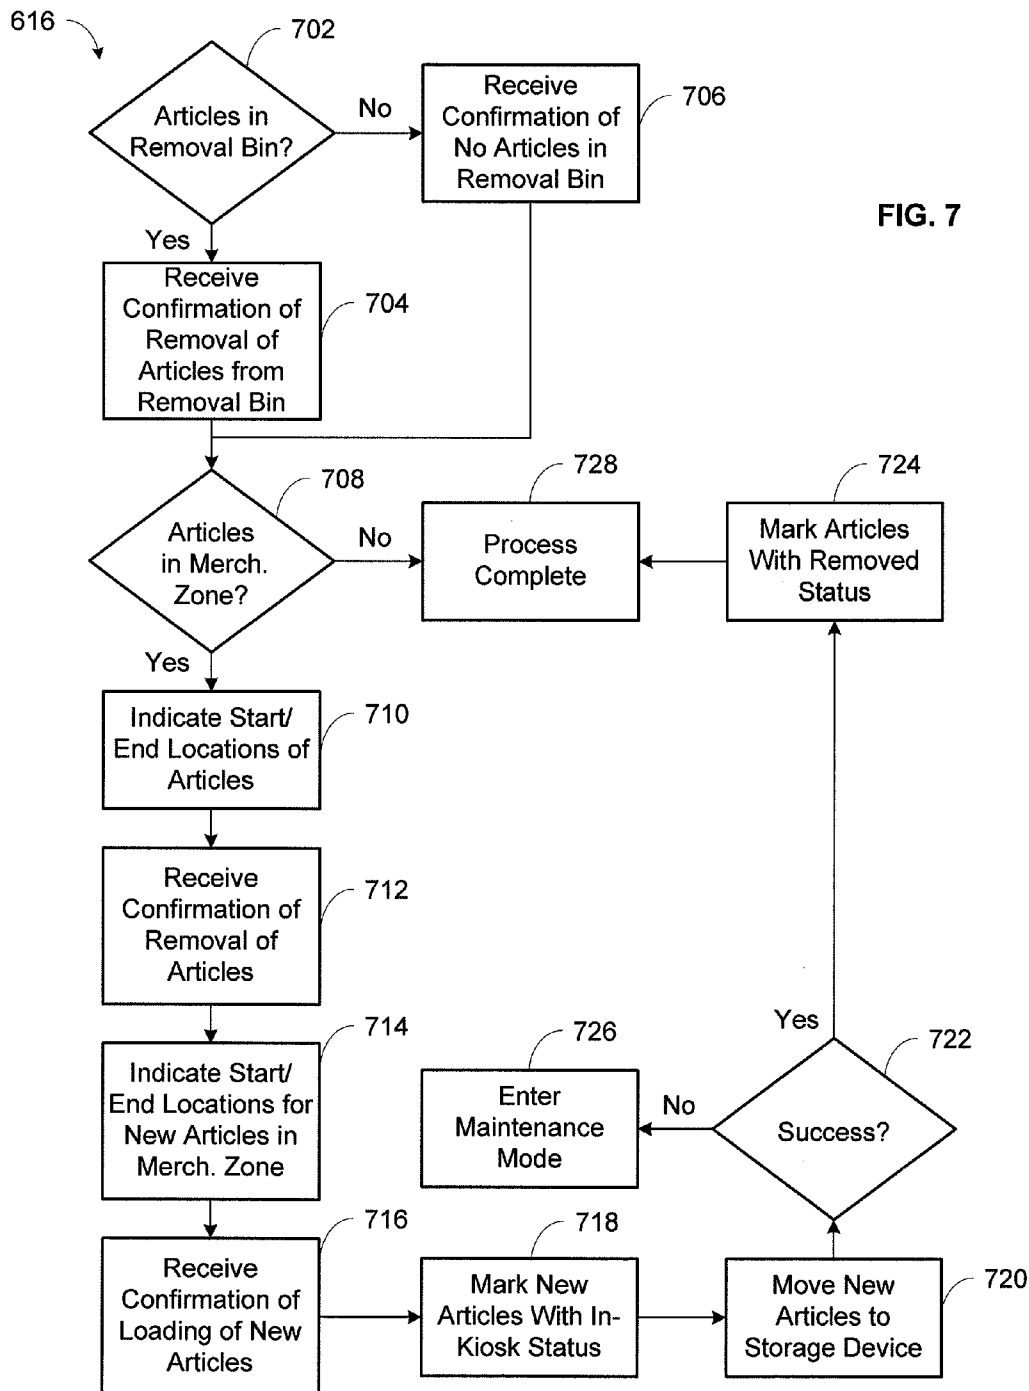 616
702
Articles in
Removal Bin?
No
Receive
Confirmation of
No Articles in
Removal Bin
706
FIG. 7
Yes
Receive
Confirmation of
Removal of
Articles from
Removal Bin
704
708
Articles
in Merch.
Zone?
No
728
Process
Complete
724
Mark Articles
With Removed
Status
Yes
Indicate Start/
End Locations of
Articles
710
Receive
Confirmation of
Removal of
Articles
712
714
Indicate Start/
End Locations for
New Articles in
Merch. Zone
726
Enter
Maintenance
Mode
No
Yes
722
Success?
716
Receive
Confirmation of
Loading of New
Articles
718
Mark New
Articles With In-
Kiosk Status
Move New
Articles to
Storage Device
720